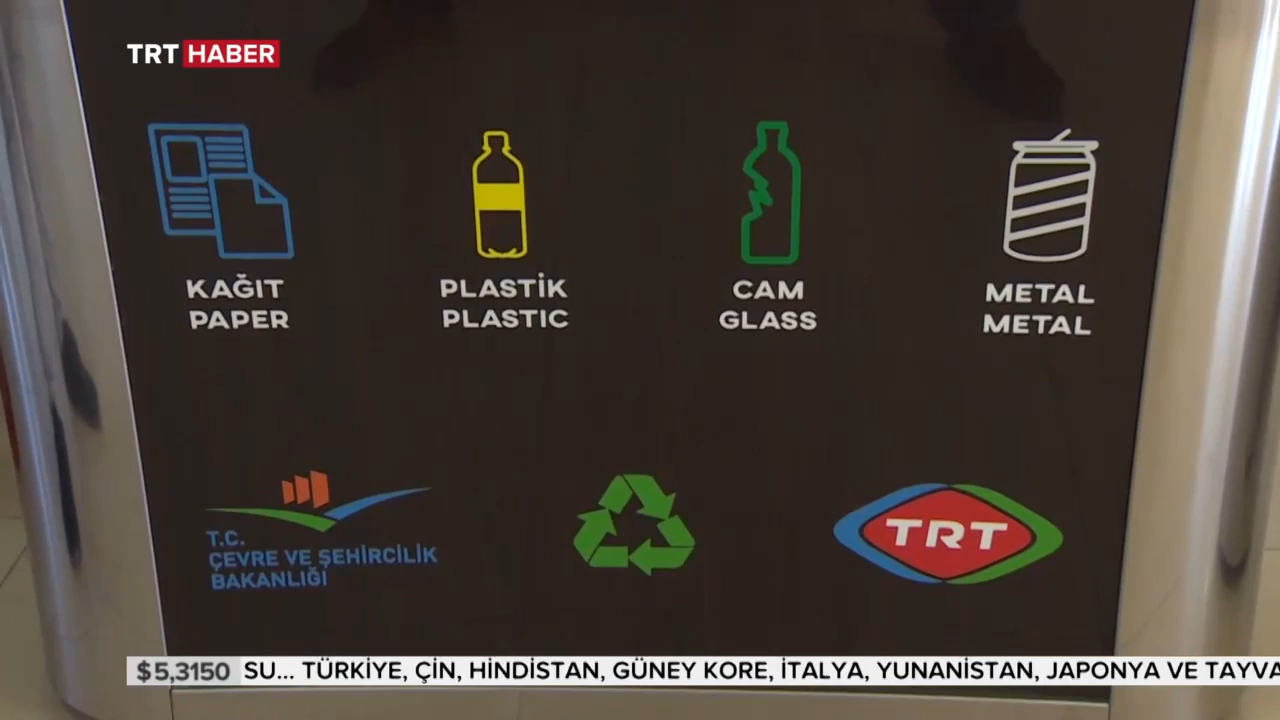 TRT HABER
KAĞIT
PAPER
PLASTİK
PLASTIC
CAM
GLASS
METAL
METAL
T.C.
ÇEVRE VE ŞEHİRCİLİK
BAKANLIĞI
TRT
$5,3150 SU... TÜRKİYE, ÇİN, HİNDİSTAN, GÜNEY KORE, İTALYA, YUNANİSTAN, JAPONYA VE TAYVA